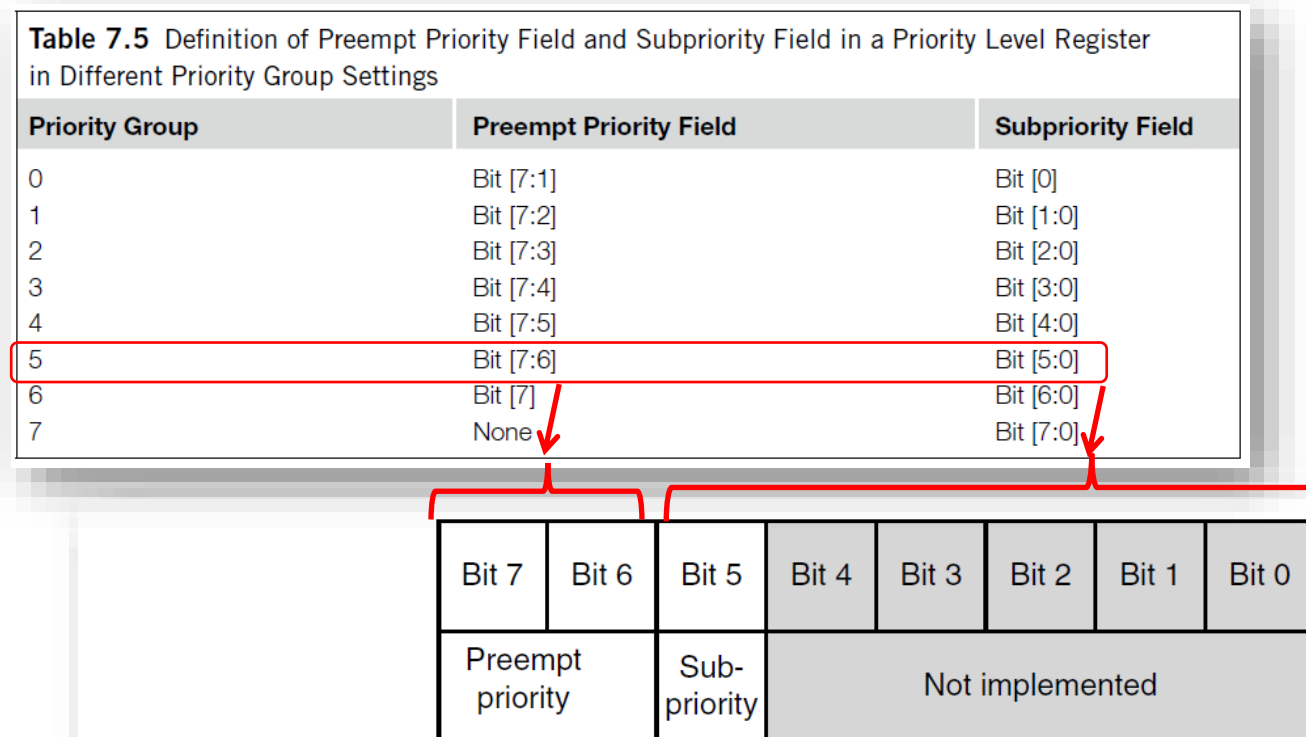 Table 7.5 Definition of Preempt Priority Field and Subpriority Field in a Priority Level Register
in Different Priority Group Settings
Priority Group Preempt Priority Field Subpriority Field
0 Bit [7:1] Bit [0]
1 Bit [7:2] Bit [1:0]
2 Bit [7:3] Bit [2:0]
3 Bit [7:4] Bit [3:0]
4 Bit [7:5] Bit [4:0]
5 Bit [7:6] Bit [5:0]
6 Bit [7] Bit [6:0]
7 None Bit [7:0]
Bit 7 Bit 6 Bit 5 Bit 4 Bit 3 Bit 2 Bit 1 Bit 0
Preempt Sub-
priority priority Not implemented